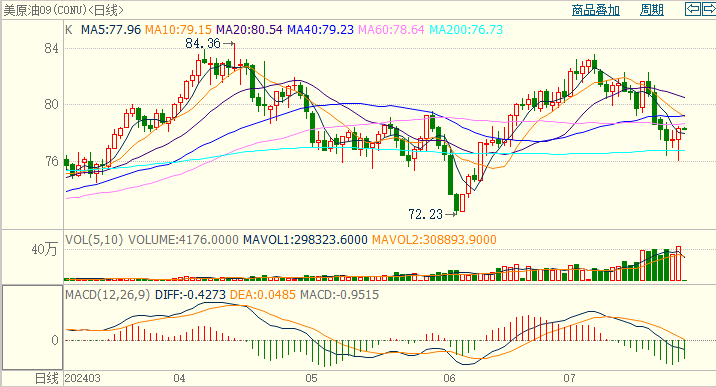 美原油09(CONU)<日线> 商品叠加 周期
K MA5:77.96 MA10:79.15 MA20:80.54 MA40:79.23 MA60:78.64 MA200:76.73
84
84.36→
80
76
72.23→
VOL(5,10) VOLUME:4176.0000 MAVOL1:298323.6000 MAVOL2:308893.9000
40万
MACD(12,26,9) DIFF:-0.4273 DEA:0.0485 MACD:-0.9515
0
日线 202403 04 05 06 07